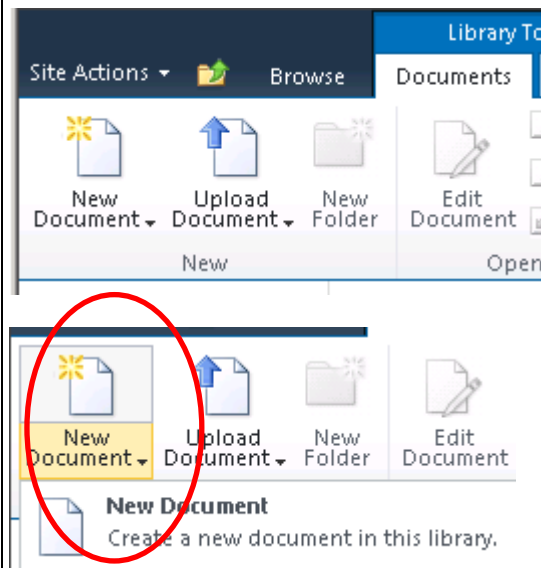 Library To
Site Actions Browse Documents
New Document Upload Document New Folder Edit Document
New Open
New Document Upload Document New Folder Edit Document
New Document
Create a new document in this library.